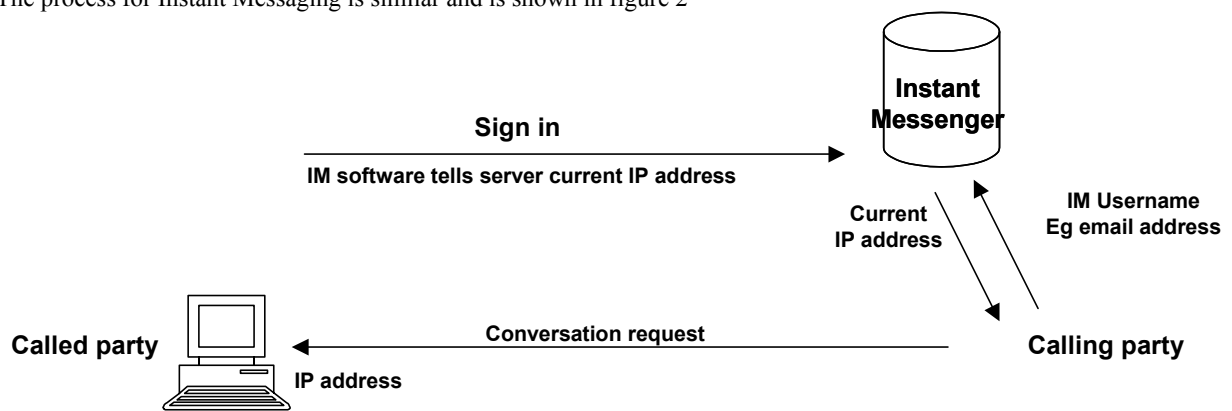 The process for Instant Messaging is similar and is shown in figure 2
Instant
Messenger
Sign in
IM software tells server current IP address
Current
IP address
IM Username
Eg email address
Called party
Conversation request
IP address
Calling party